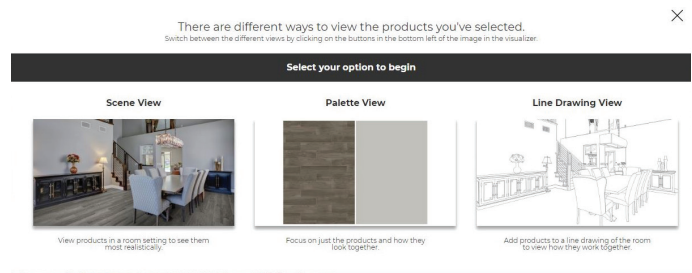 There are different ways to view the products you've selected.
Switch between the different views by clicking on the buttons in the bottom left of the image in the visualizer.
Select your option to begin
Scene View
Palette View
Line Drawing View
View products in a room setting to see them
most realistically.
Focus on just the products and how they
look together.
Add products to a line drawing of the room
to view how they work together.